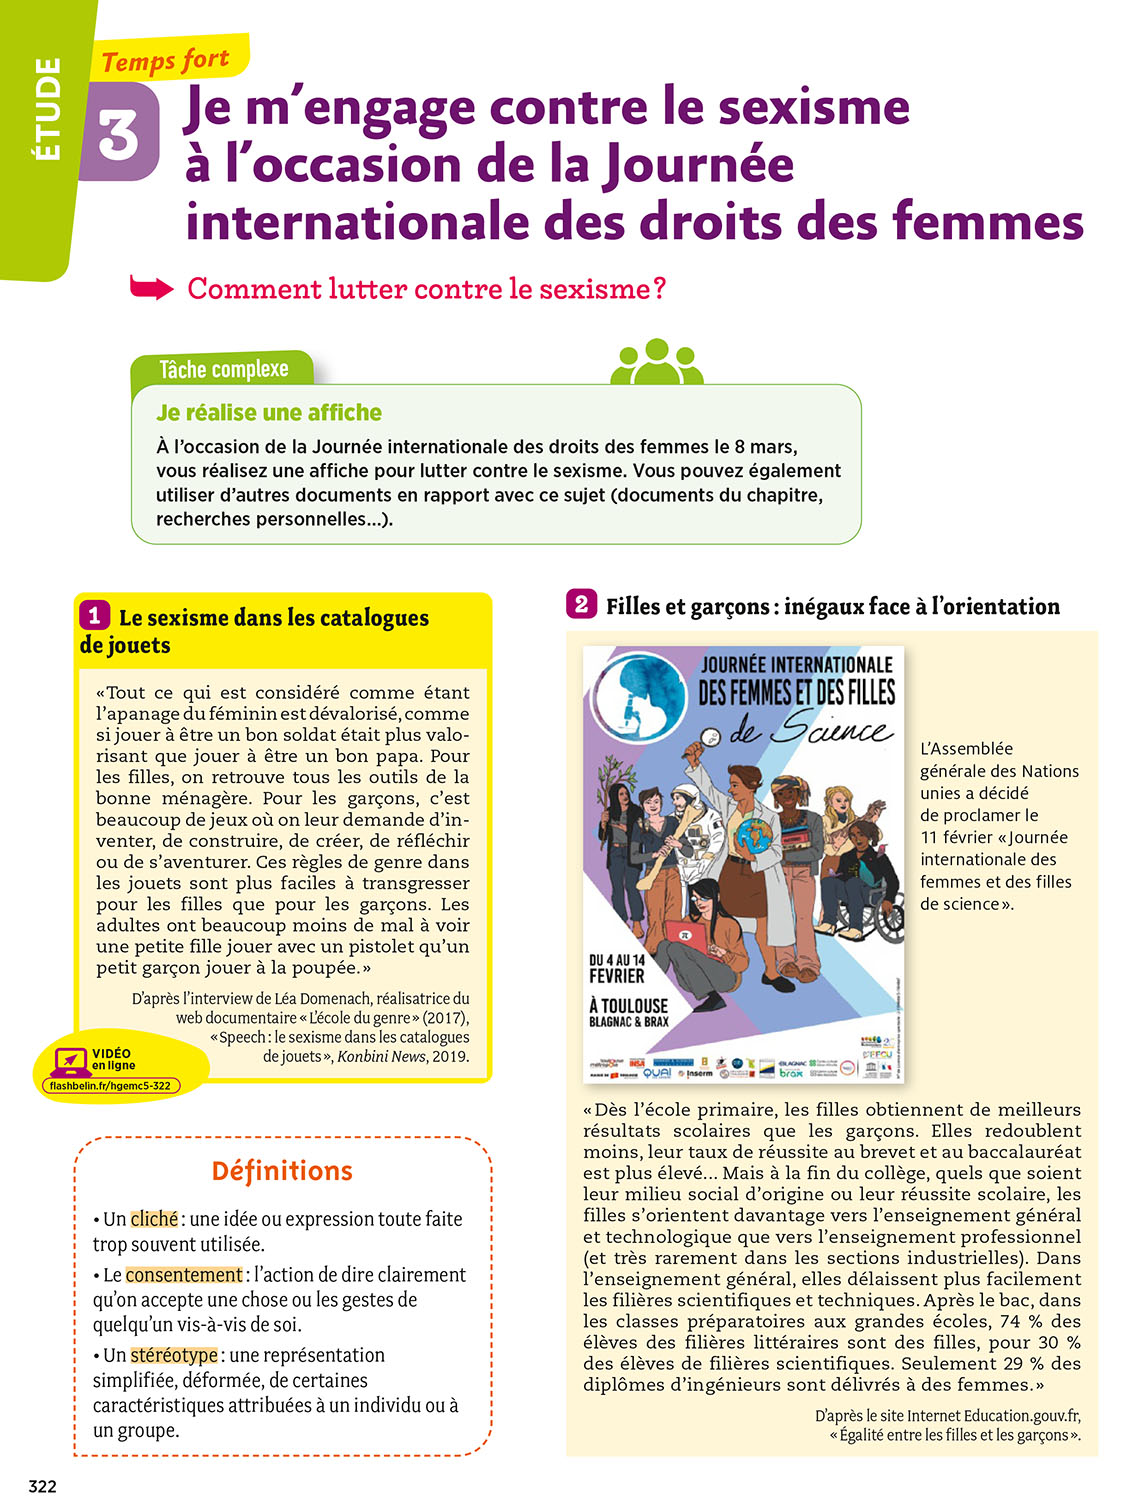 ÉTUDE
Temps fort
3
Je m'engage contre le sexisme
à l'occasion de la Journée
internationale des droits des femmes
Comment lutter contre le sexisme ?
Tâche complexe
Je réalise une affiche
À l'occasion de la Journée internationale des droits des femmes le 8 mars,
vous réalisez une affiche pour lutter contre le sexisme. Vous pouvez également
utiliser d'autres documents en rapport avec ce sujet (documents du chapitre,
recherches personnelles...).
1 Le sexisme dans les catalogues
de jouets
« Tout ce qui est considéré comme étant
l'apanage du féminin est dévalorisé, comme
si jouer à être un bon soldat était plus valo-
risant que jouer à être un bon papa. Pour
les filles, on retrouve tous les outils de la
bonne ménagère. Pour les garçons, c'est
beaucoup de jeux où on leur demande d'in-
venter, de construire, de créer, de réfléchir
ou de s'aventurer. Ces règles de genre dans
les jouets sont plus faciles à transgresser
pour les filles que pour les garçons. Les
adultes ont beaucoup moins de mal à voir
une petite fille jouer avec un pistolet qu'un
petit garçon jouer à la poupée. »
D'après l'interview de Léa Domenach, réalisatrice du
web documentaire « L'école du genre » (2017),
« Speech : le sexisme dans les catalogues
de jouets », Konbini News, 2019.
VIDÉO
en ligne
flashbelin.fr/hgemc5-322
Définitions
• Un cliché : une idée ou expression toute faite
trop souvent utilisée.
• Le consentement : l'action de dire clairement
qu'on accepte une chose ou les gestes de
quelqu'un vis-à-vis de soi.
• Un stéréotype : une représentation
simplifiée, déformée, de certaines
caractéristiques attribuées à un individu ou à
un groupe.
2 Filles et garçons : inégaux face à l'orientation
JOURNÉE INTERNATIONALE
DES FEMMES ET DES FILLES
de Science
π
DU 4 AU 14
FEVRIER
À TOULOUSE
BLAGNAC & BRAX
INSA
QUAI
Inserm
BLAGNAC
brax
L'Assemblée
générale des Nations
unies a décidé
de proclamer le
11 février « Journée
internationale des
femmes et des filles
de science ».
« Dès l'école primaire, les filles obtiennent de meilleurs
résultats scolaires que les garçons. Elles redoublent
moins, leur taux de réussite au brevet et au baccalauréat
est plus élevé... Mais à la fin du collège, quels que soient
leur milieu social d'origine ou leur réussite scolaire, les
filles s'orientent davantage vers l'enseignement général
et technologique que vers l'enseignement professionnel
(et très rarement dans les sections industrielles). Dans
l'enseignement général, elles délaissent plus facilement
les filières scientifiques et techniques. Après le bac, dans
les classes préparatoires aux grandes écoles, 74 % des
élèves des filières littéraires sont des filles, pour 30 %
des élèves de filières scientifiques. Seulement 29 % des
diplômes d'ingénieurs sont délivrés à des femmes. »
D'après le site Internet Education.gouv.fr,
« Égalité entre les filles et les garçons ».
322